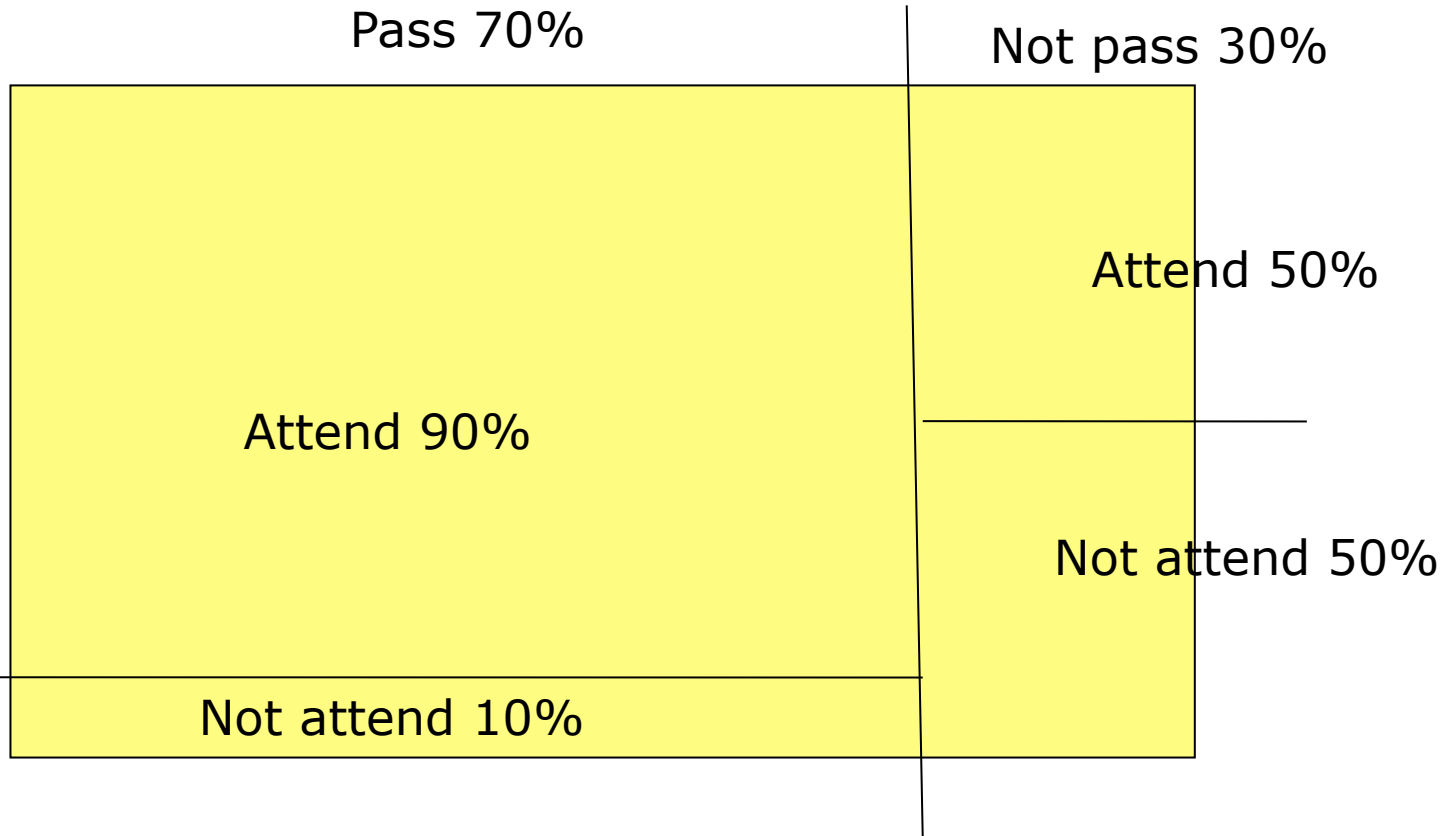 Pass 70%
Not pass 30%
Attend 50%
Attend 90%
Not attend 50%
Not attend 10%